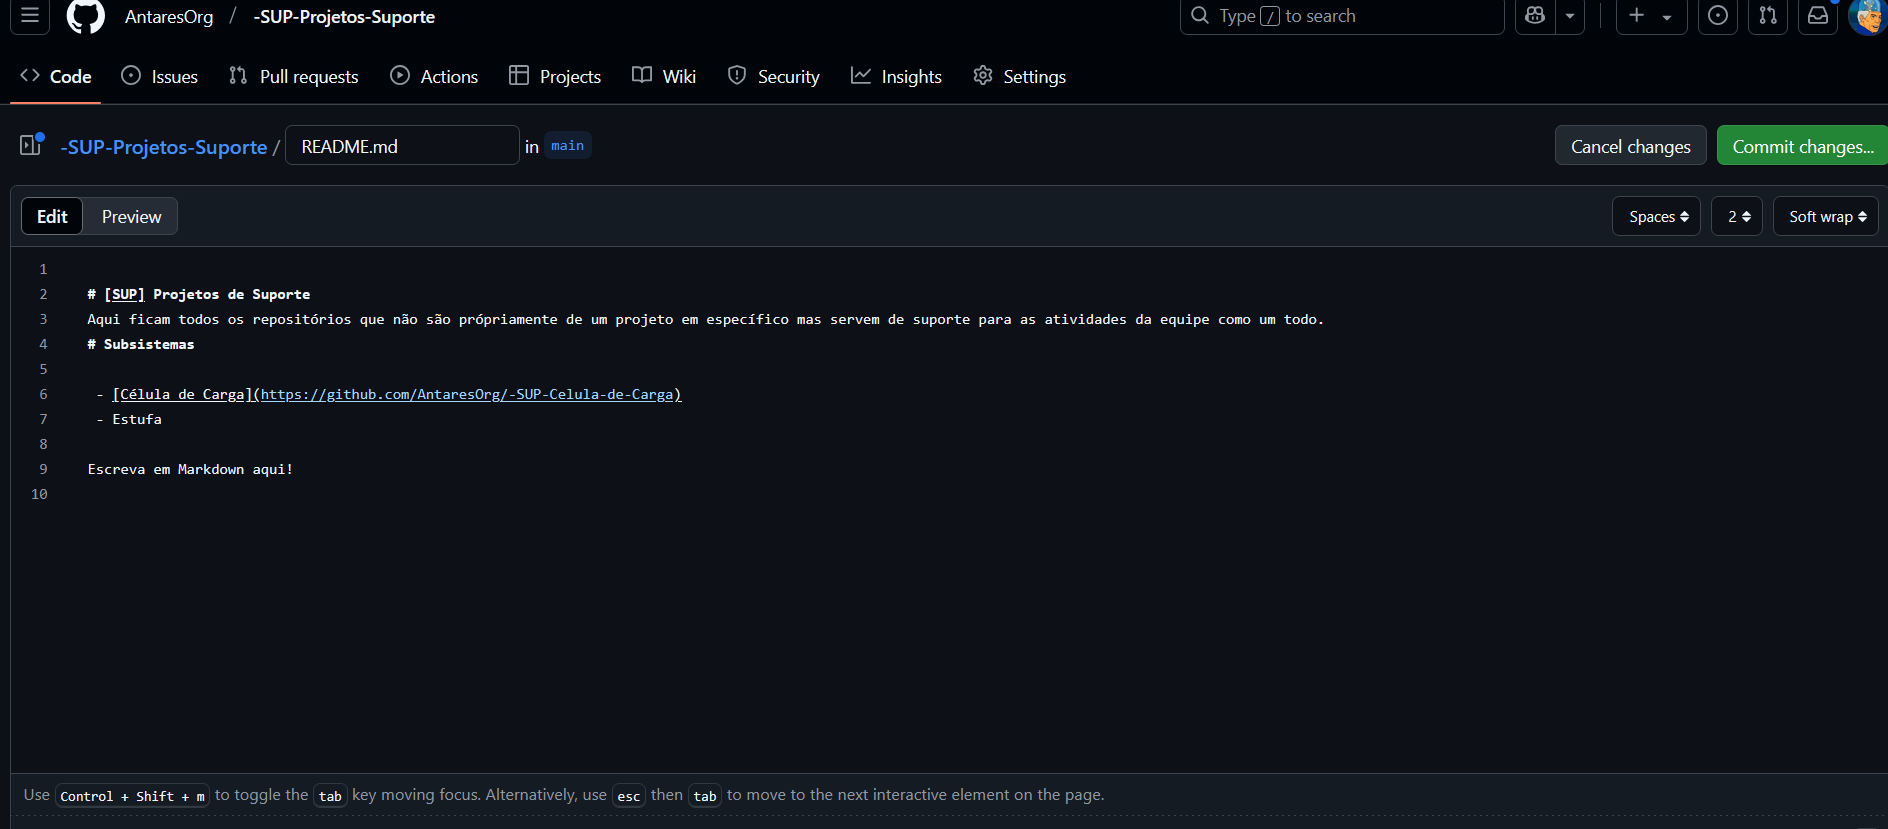 AntaresOrg / -SUP-Projetos-Suporte
Type / to search
Code Issues Pull requests Actions Projects Wiki Security Insights Settings
-SUP-Projetos-Suporte / README.md in main
Cancel changes Commit changes...
Edit Preview
Spaces 2 Soft wrap
1
2 # [SUP] Projetos de Suporte
3 Aqui ficam todos os repositórios que não são própriamente de um projeto em específico mas servem de suporte para as atividades da equipe como um todo.
4 # Subsistemas
5
6 - [Célula de Carga](https://github.com/AntaresOrg/-SUP-Celula-de-Carga)
7 - Estufa
8
9 Escreva em Markdown aqui!
10
Use Control + Shift + m to toggle the tab key moving focus. Alternatively, use esc then tab to move to the next interactive element on the page.